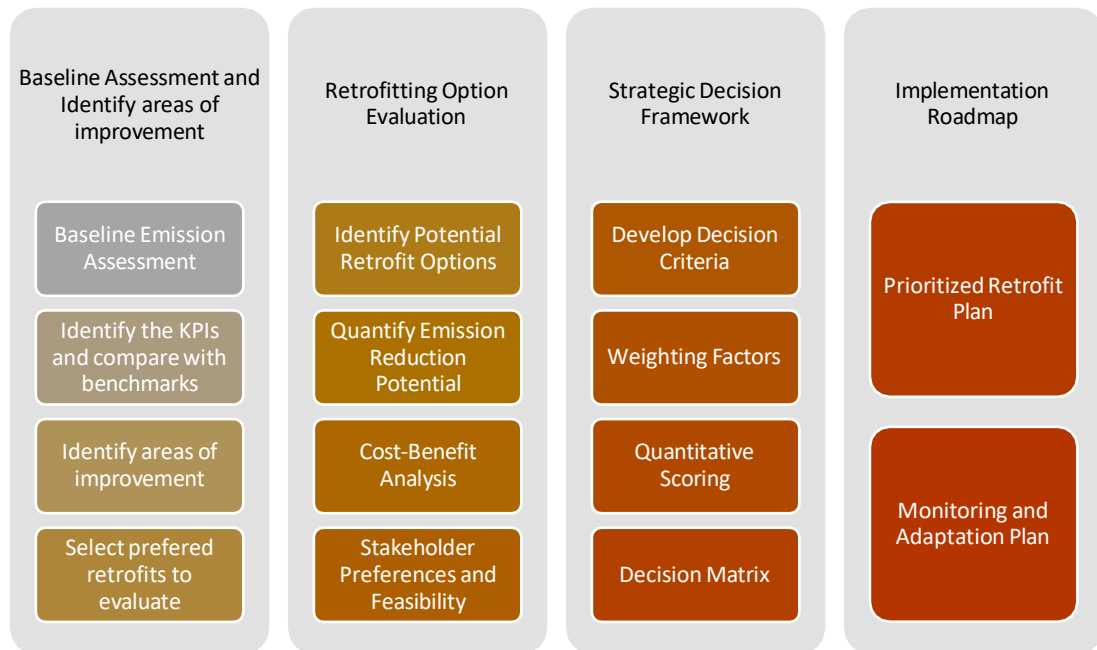 Baseline Assessment and
Identify areas of
improvement
Baseline Emission
Assessment
Identify the KPIs
and compare with
benchmarks
Identify areas of
improvement
Select prefered
retrofits to
evaluate
Retrofitting Option
Evaluation
Identify Potential
Retrofit Options
Quantify Emission
Reduction
Potential
Cost-Benefit
Analysis
Stakeholder
Preferences and
Feasibility
Strategic Decision
Framework
Develop Decision
Criteria
Weighting Factors
Quantitative
Scoring
Decision Matrix
Implementation
Roadmap
Prioritized Retrofit
Plan
Monitoring and
Adaptation Plan